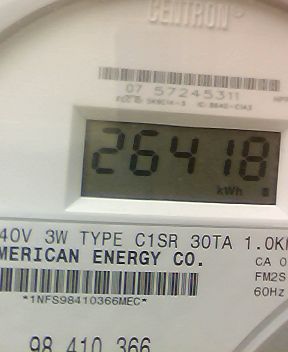 CENTRON®
07 57245311
26418
kWh
40V 3W TYPE C1SR 30TA 1.0K
MERICAN ENERGY CO.
CA 0
FM2S
60Hz
*1NFS98410366MEC*
98 410 366